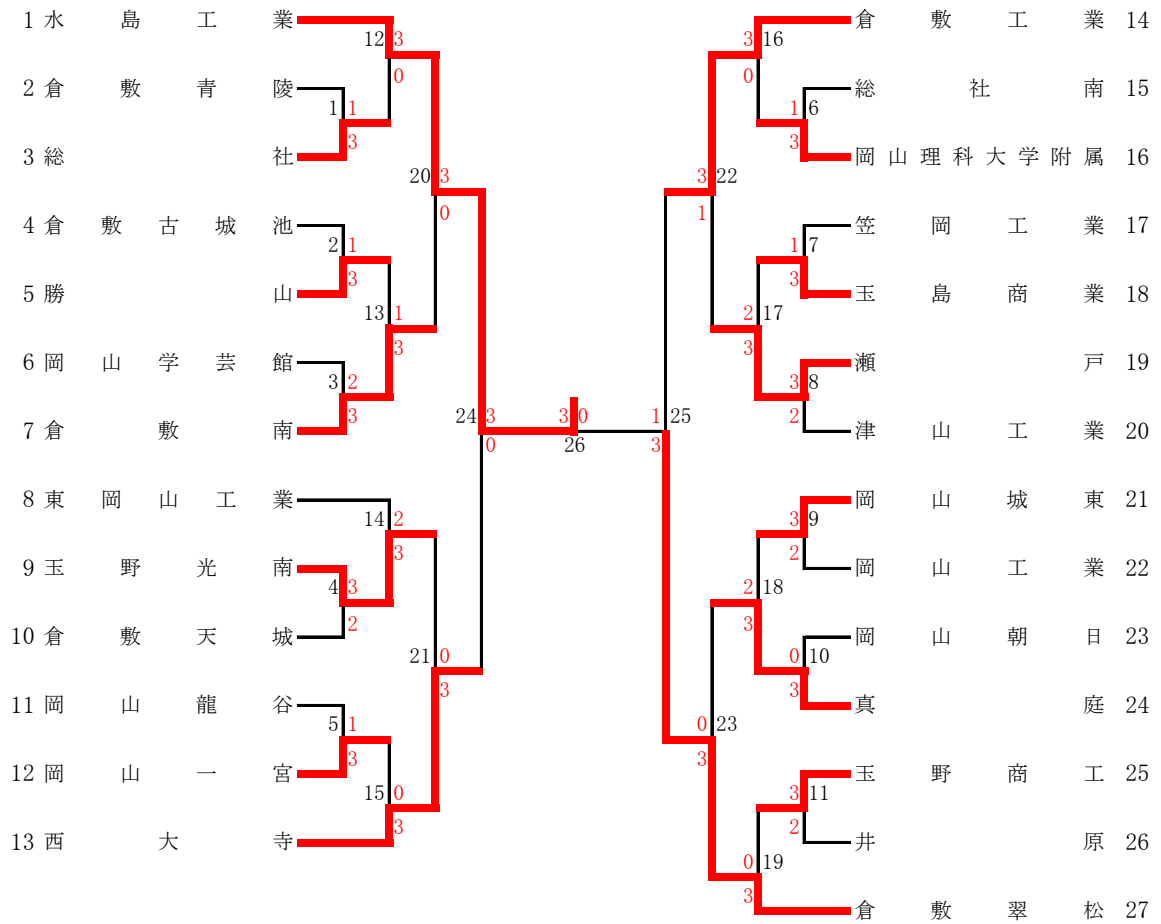 1 水島工業 倉敷工業 14
12 3 3 16
0 0
2 倉敷青陵 総社南 15
1 1 1 6
3 3
3 総社 岡山理科大学附属 16
20 3 3 22
0 1
4 倉敷古城池 笠岡工業 17
2 1 1 7
3 3
5 勝山 玉島商業 18
13 1 2 17
3 3
6 岡山学芸館 瀬戸 19
3 2 3 8
3 2
7 倉敷南 津山工業 20
24 3 3 0 1 25
0 26 3
8 東岡山工業 岡山城東 21
14 2 3 9
3 2
9 玉野光南 岡山工業 22
4 3 2 18
2 3
10 倉敷天城 岡山朝日 23
21 0 0 10
3 3
11 岡山龍谷 真庭 24
5 1 0 23
3 3
12 岡山一宮 玉野商工 25
15 0 3 11
3 2
13 西大寺 井原 26
0 19
3
倉敷翠松 27